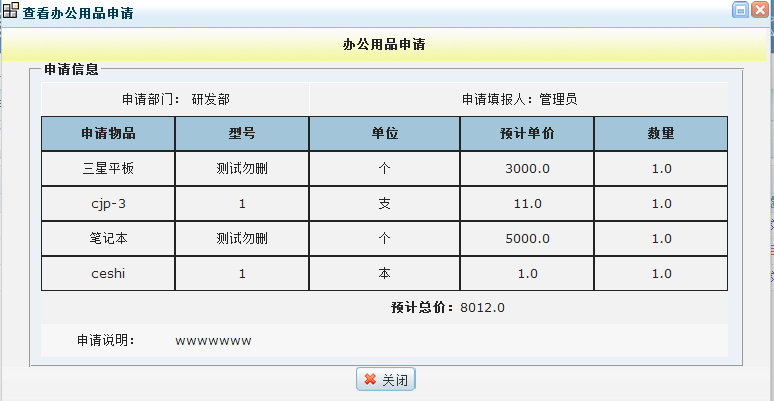 查看办公用品申请
办公用品申请
申请信息
申请部门： 研发部 申请填报人：管理员
申请物品 型号 单位 预计单价 数量
三星平板 测试勿删 个 3000.0 1.0
cjp-3 1 支 11.0 1.0
笔记本 测试勿删 个 5000.0 1.0
ceshi 1 本 1.0 1.0
预计总价：8012.0
申请说明： wwwwwww
关闭